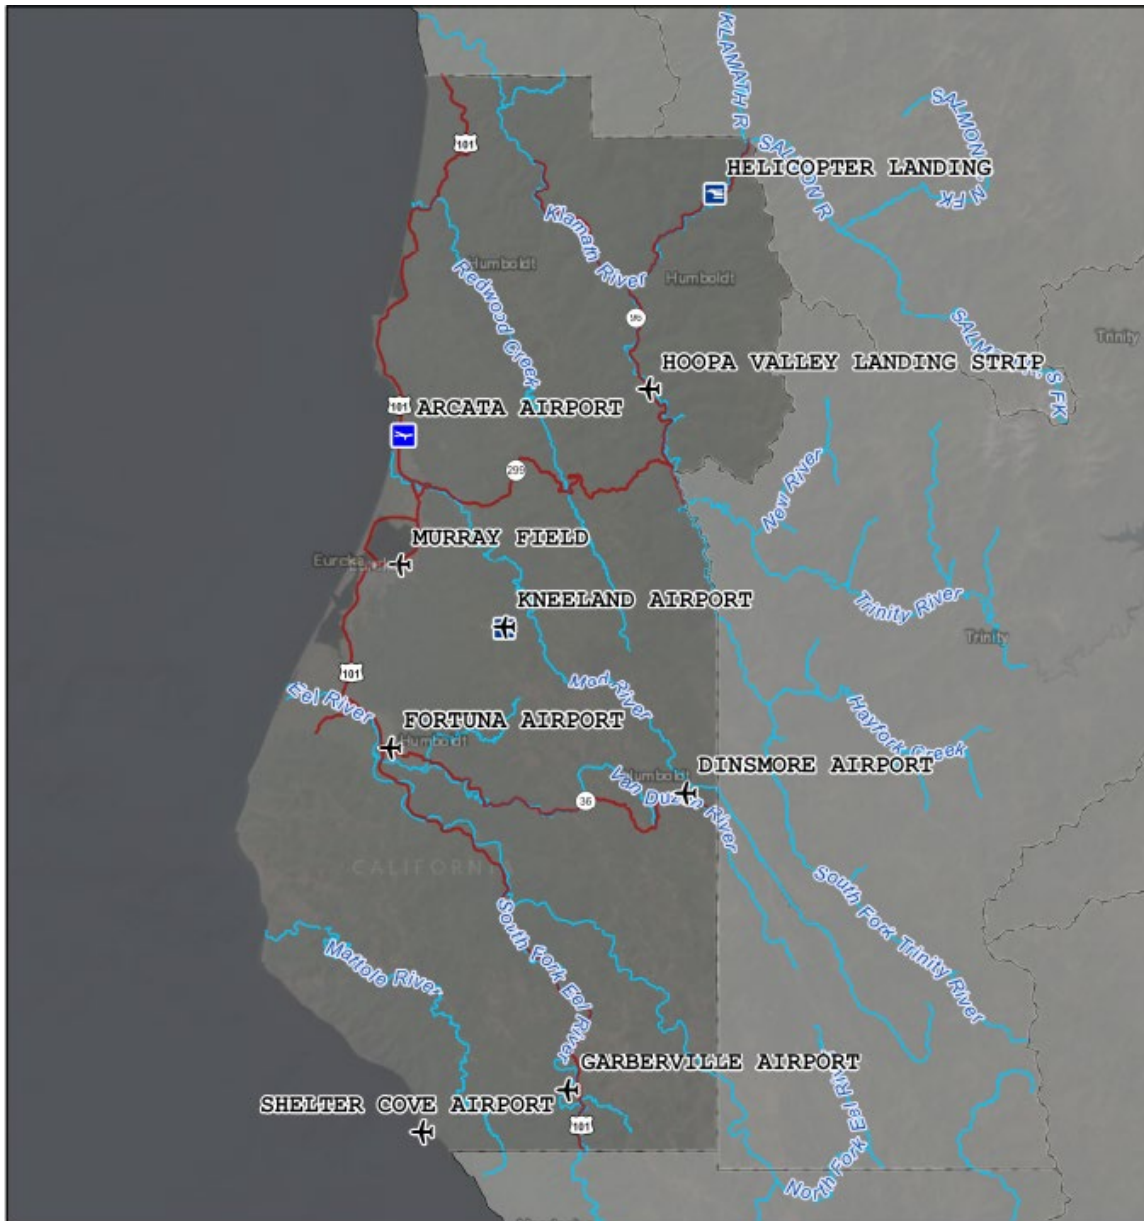 KLAMATH R
SALMON N FK
101
SALMON R
HELICOPTER LANDING
Klamath River
Humboldt
Redwood Creek
Humboldt
96
SALMON S FK
Trinity
HOOPA VALLEY LANDING STRIP
101
ARCATA AIRPORT
299
New River
MURRAY FIELD
Eureka
KNEELAND AIRPORT
Trinity River
Trinity
101
Eel River
Mad River
Hayfork Creek
FORTUNA AIRPORT
Humboldt
Humboldt
DINSMORE AIRPORT
Van Duzen River
36
CALIFORNIA
South Fork Trinity River
South Fork Eel River
Mattole River
GARBERVILLE AIRPORT
SHELTER COVE AIRPORT
101
North Fork Eel River